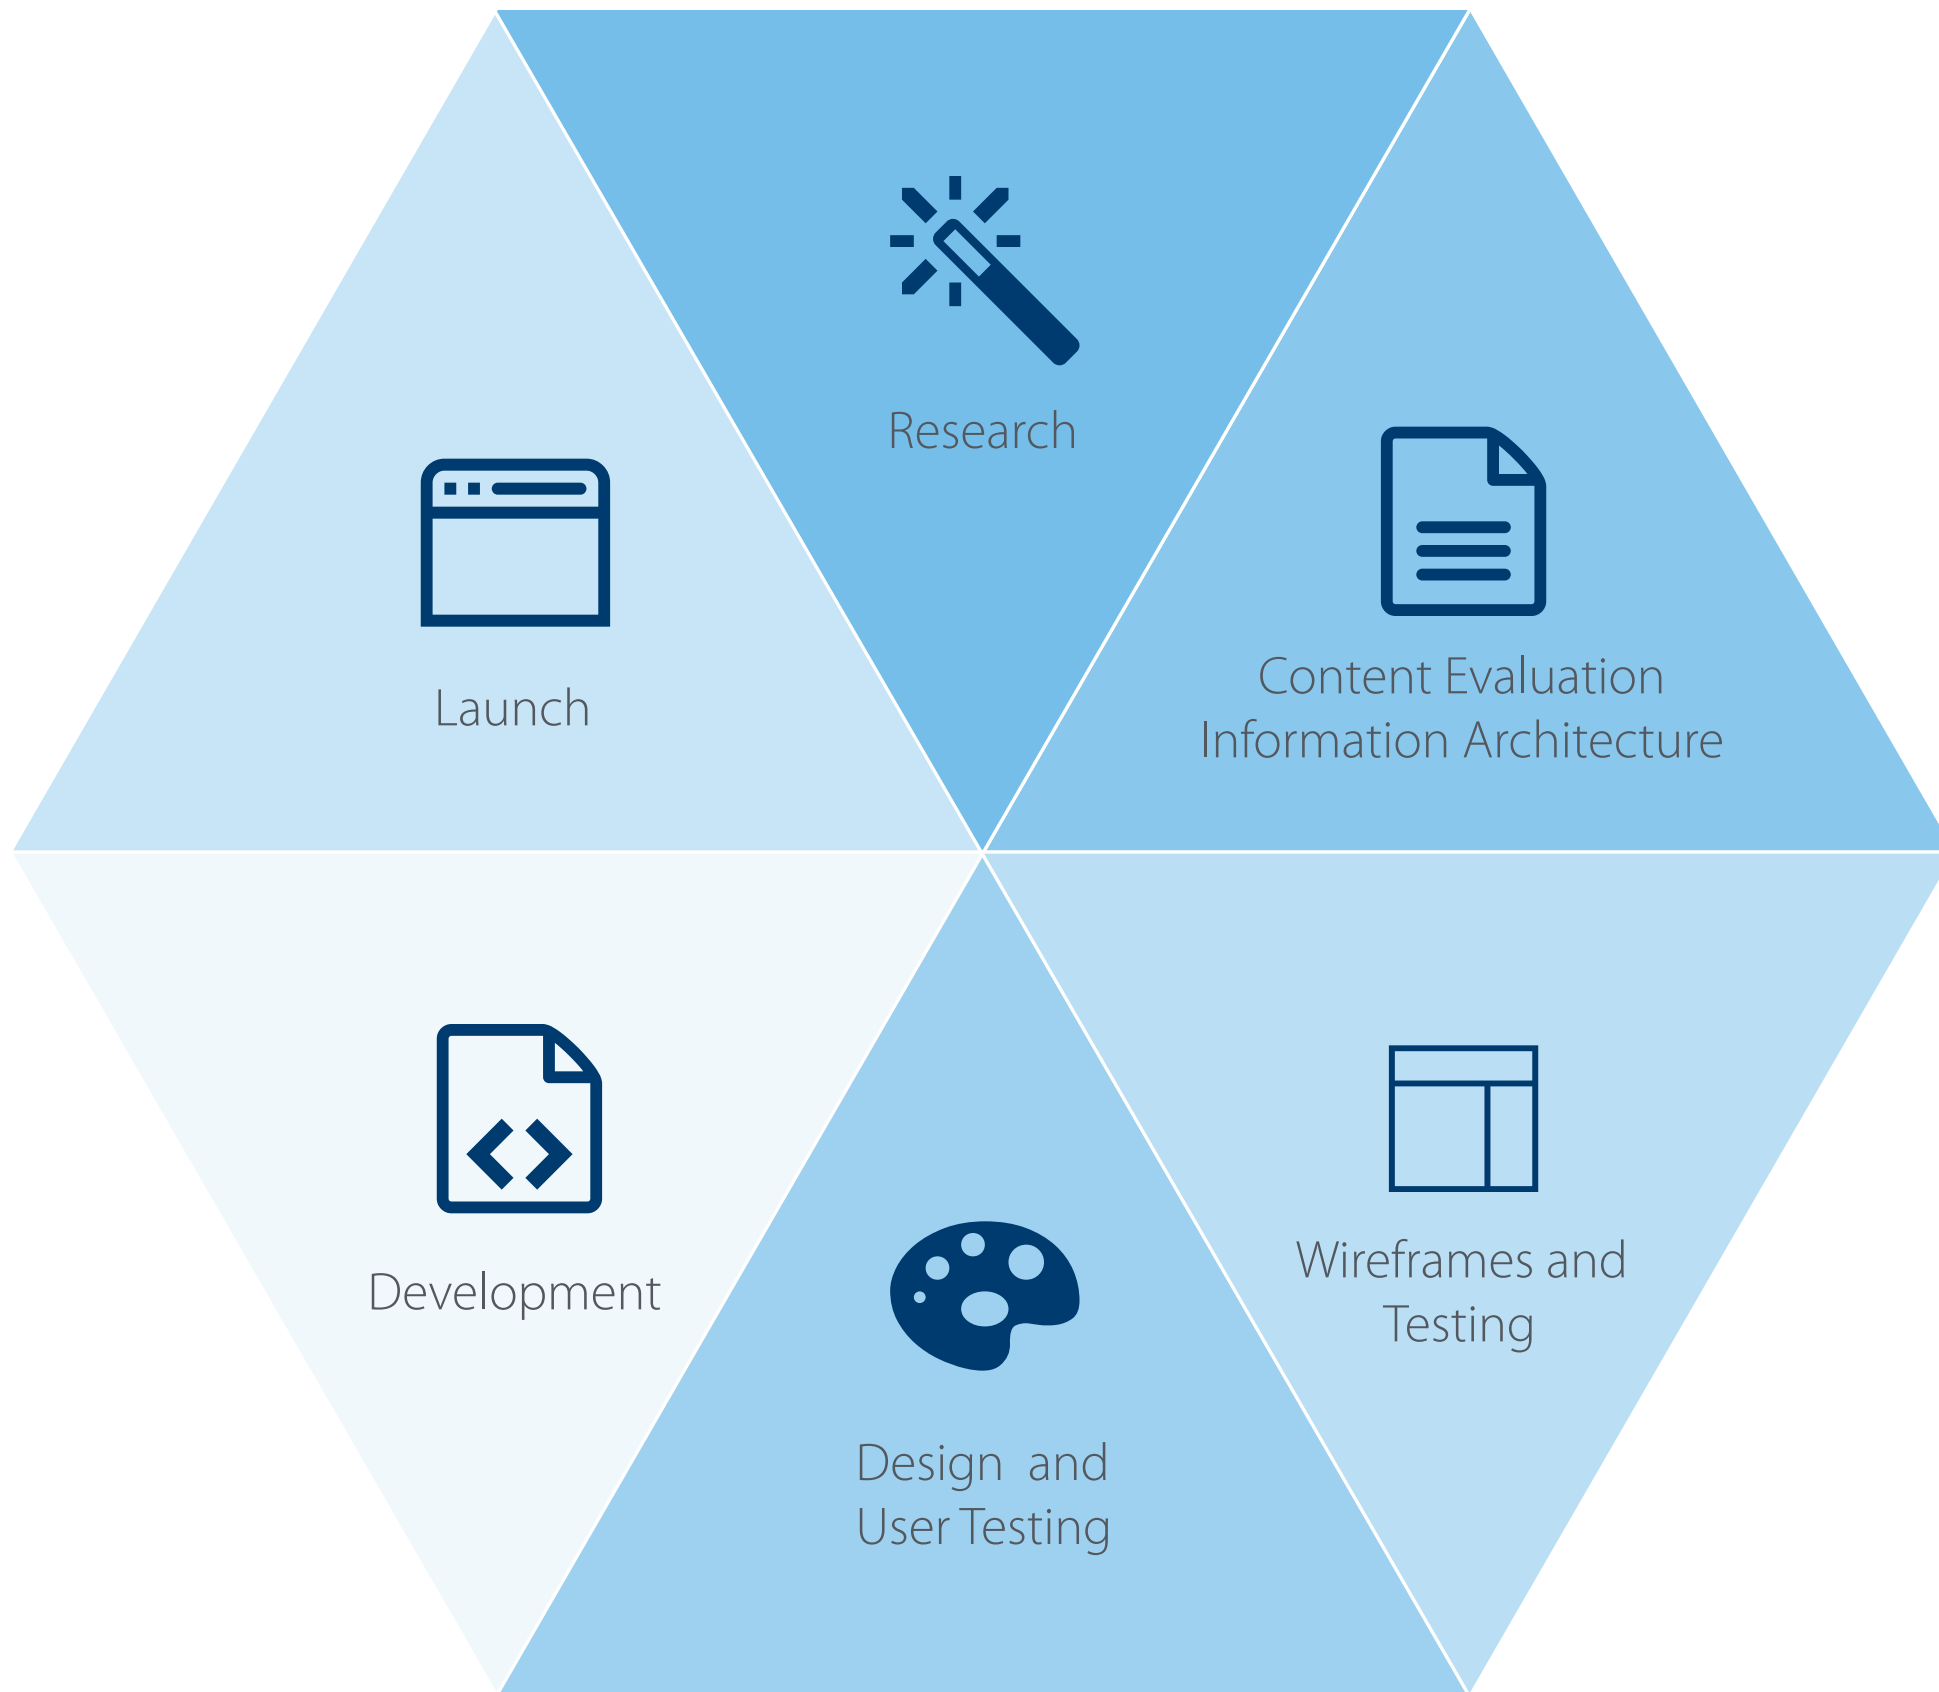 Research
Content Evaluation
Information Architecture
Launch
Wireframes and
Testing
Development
Design and
User Testing